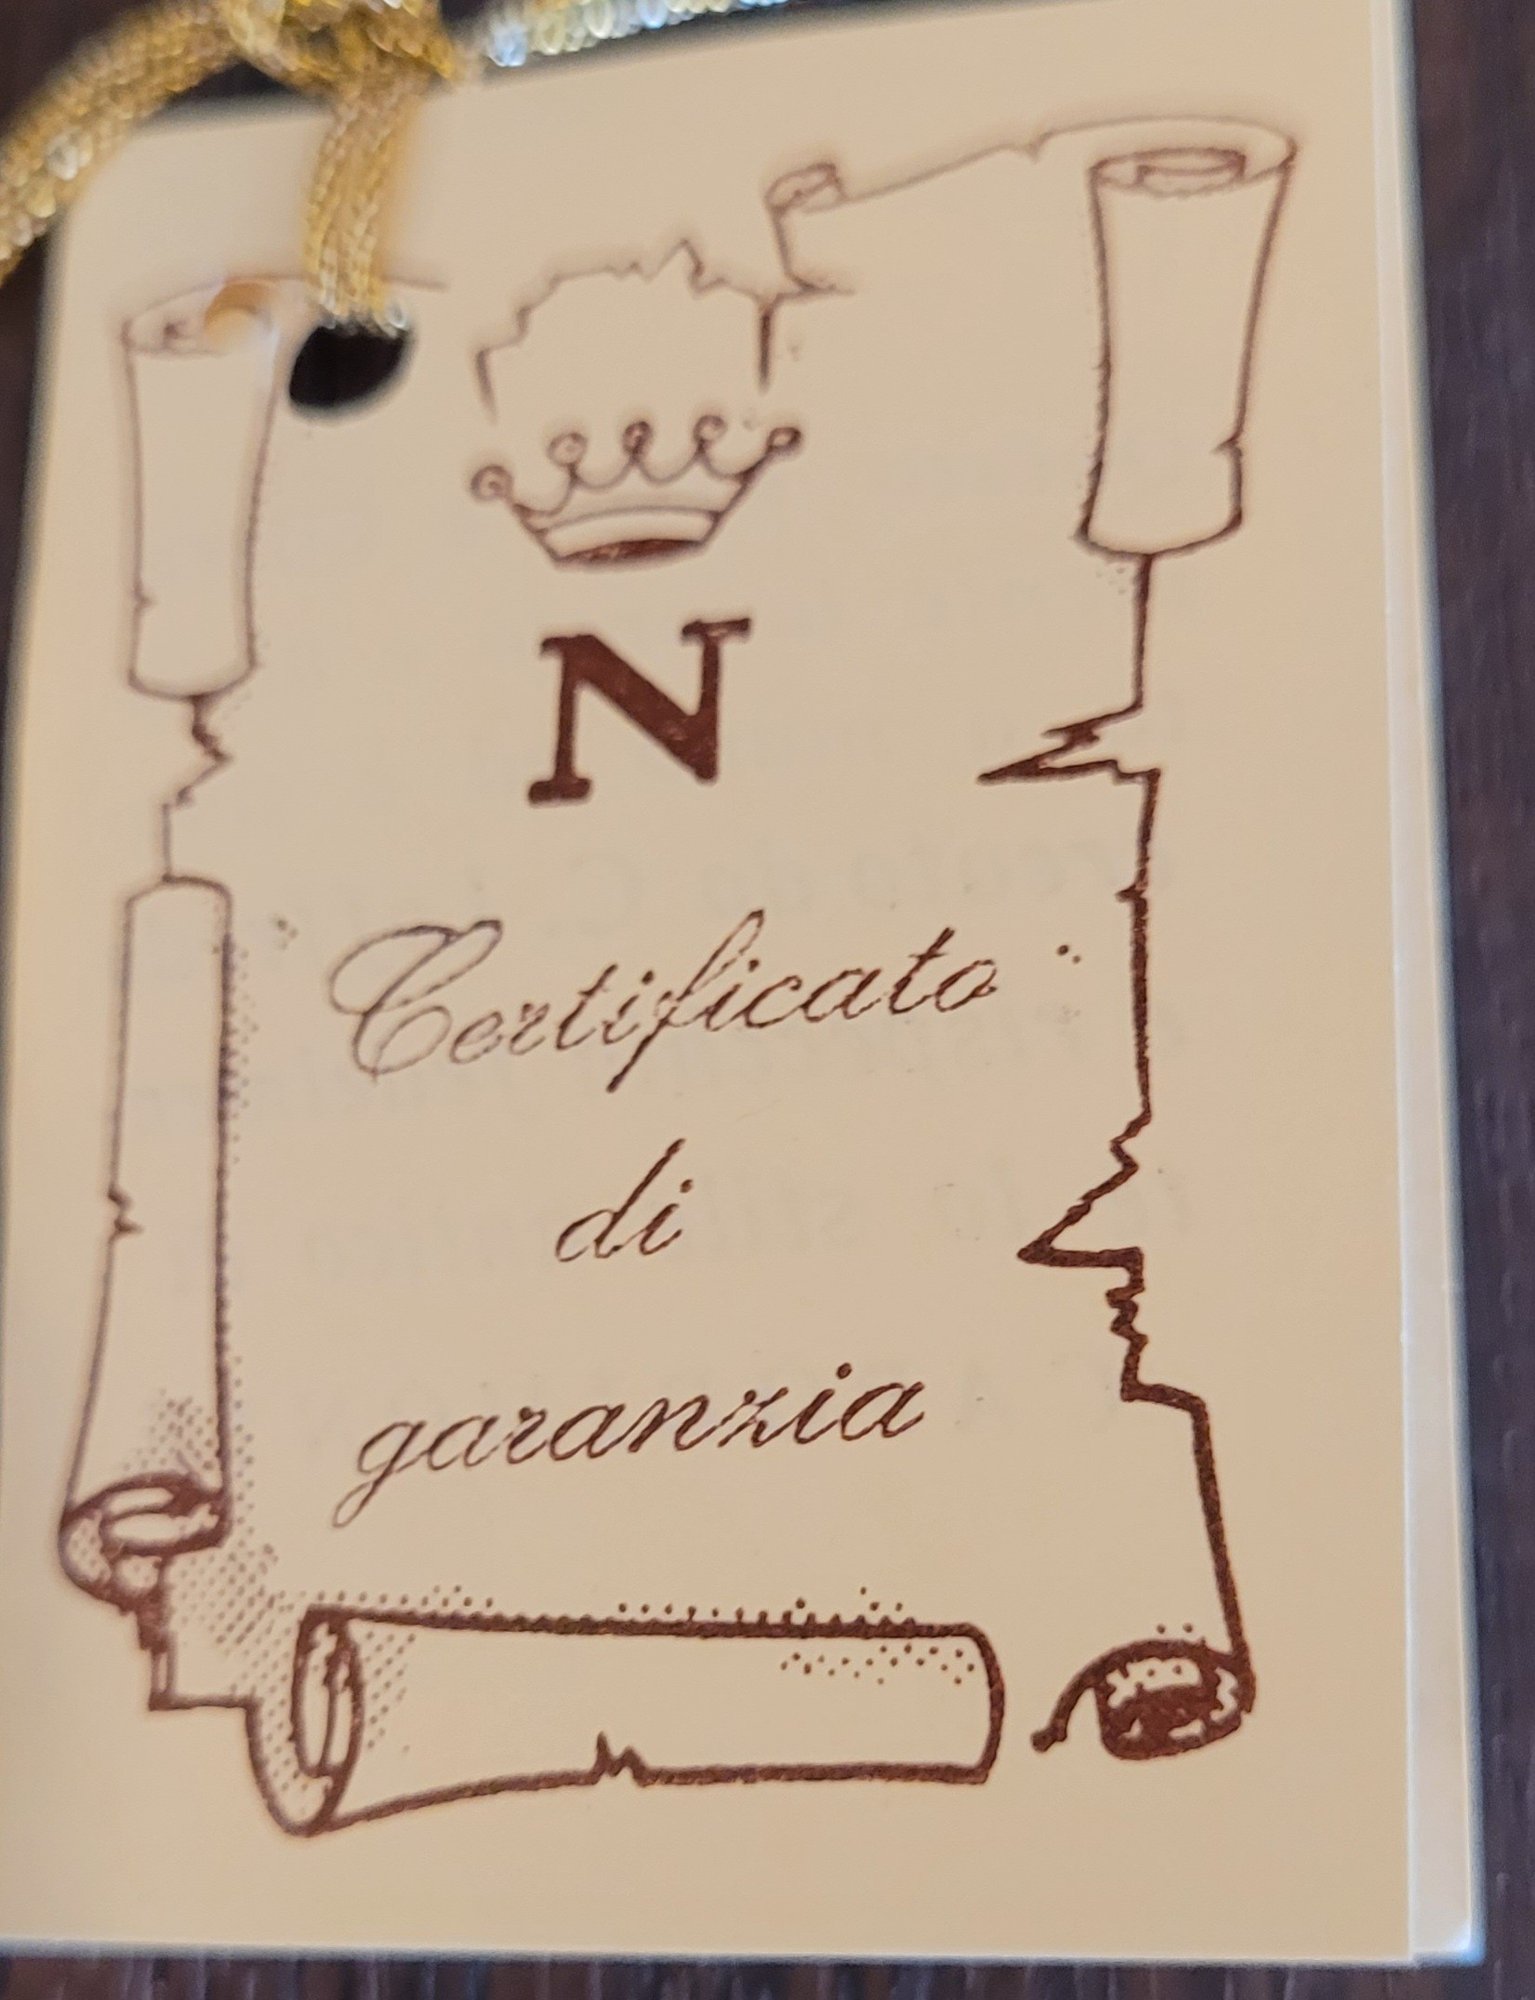 N
Certificato
di
garanzia